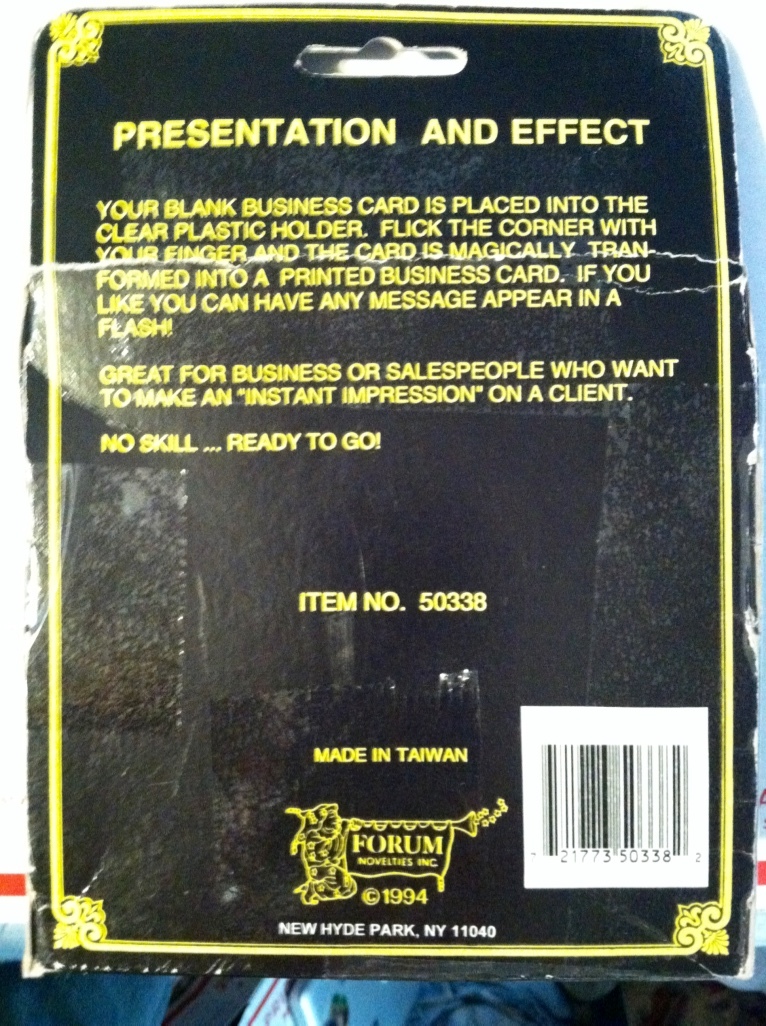 PRESENTATION AND EFFECT
YOUR BLANK BUSINESS CARD IS PLACED INTO THE
CLEAR PLASTIC HOLDER. FLICK THE CORNER WITH
YOUR FINGER AND THE CARD IS MAGICALLY TRAN-
FORMED INTO A PRINTED BUSINESS CARD. IF YOU
LIKE YOU CAN HAVE ANY MESSAGE APPEAR IN A
FLASH!
GREAT FOR BUSINESS OR SALESPEOPLE WHO WANT
TO MAKE AN "INSTANT IMPRESSION" ON A CLIENT.
NO SKILL ... READY TO GO!
ITEM NO. 50338
MADE IN TAIWAN
FORUM
NOVELTIES INC.
©1994
NEW HYDE PARK, NY 11040
7 21773 50338 2